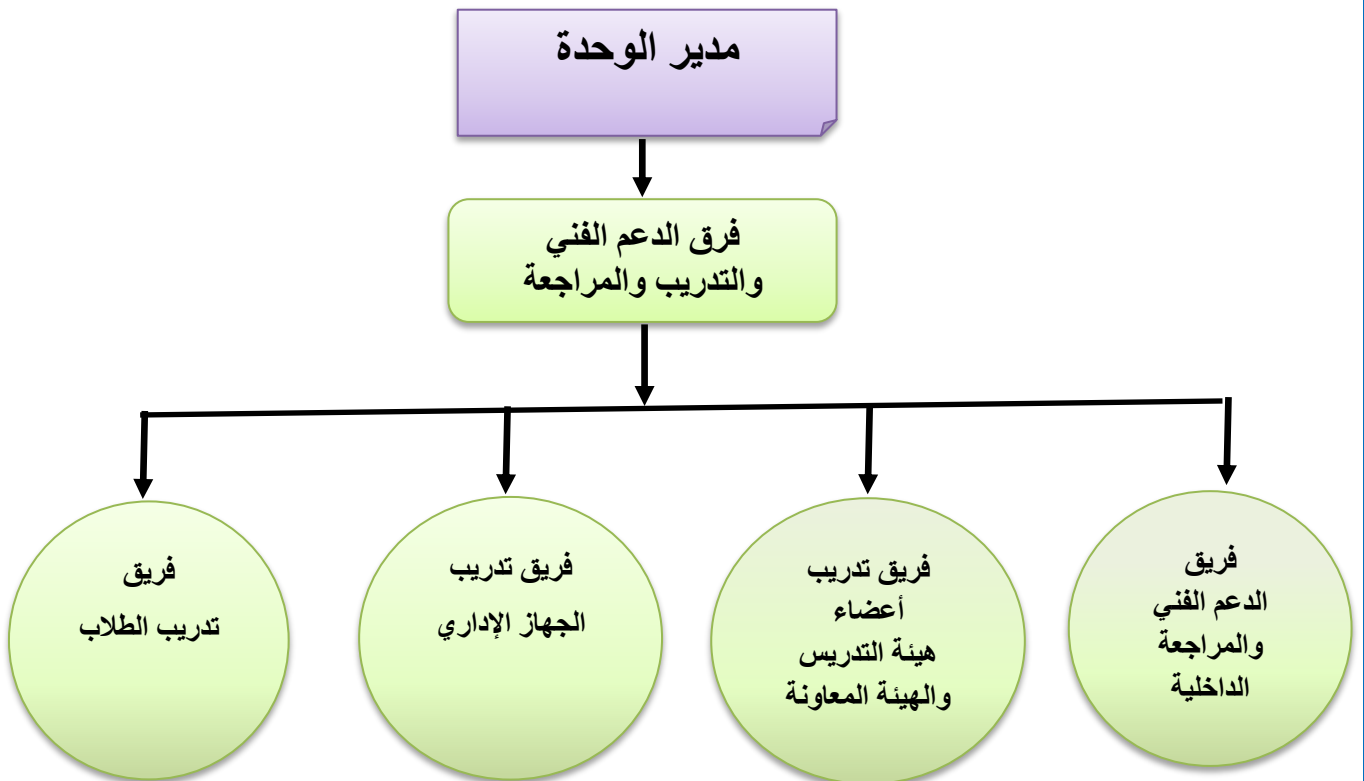 مدير الوحدة
فرق الدعم الفني
والتدريب والمراجعة
فريق
الدعم الفني
والمراجعة
الداخلية
فريق تدريب
أعضاء
هيئة التدريس
والهيئة المعاونة
فريق تدريب
الجهاز الإداري
فريق
تدريب الطلاب